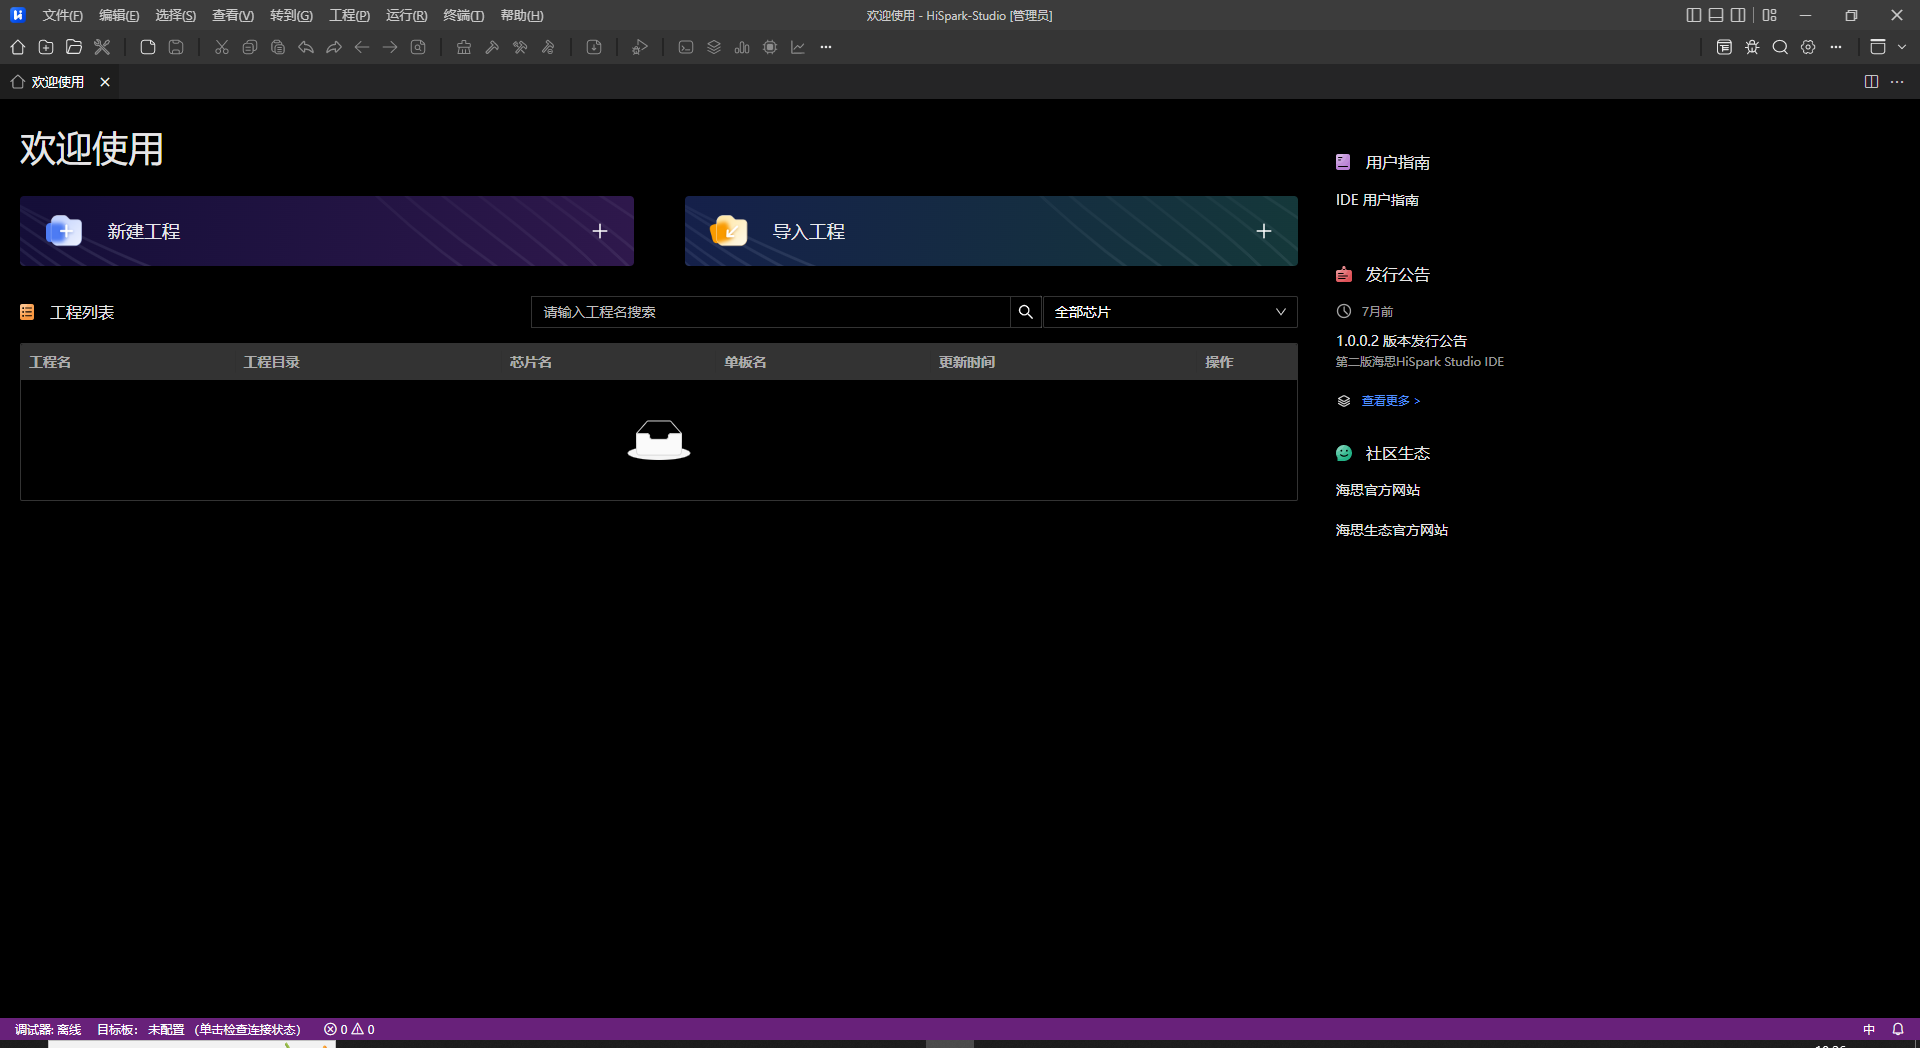 文件(F) 编辑(E) 选择(S) 查看(V) 转到(G) 工程(P) 运行(R) 终端(T) 帮助(H) 欢迎使用 - HiSpark-Studio [管理员]
欢迎使用
欢迎使用
新建工程
导入工程
工程列表 请输入工程名搜索 全部芯片
工程名 工程目录 芯片名 单板名 更新时间 操作
用户指南
IDE 用户指南
发行公告
7月前
1.0.0.2 版本发行公告
第二版海思HiSpark Studio IDE
查看更多 >
社区生态
海思官方网站
海思生态官方网站
调试器: 离线 目标板: 未配置 (单击检查连接状态) 0 0 中